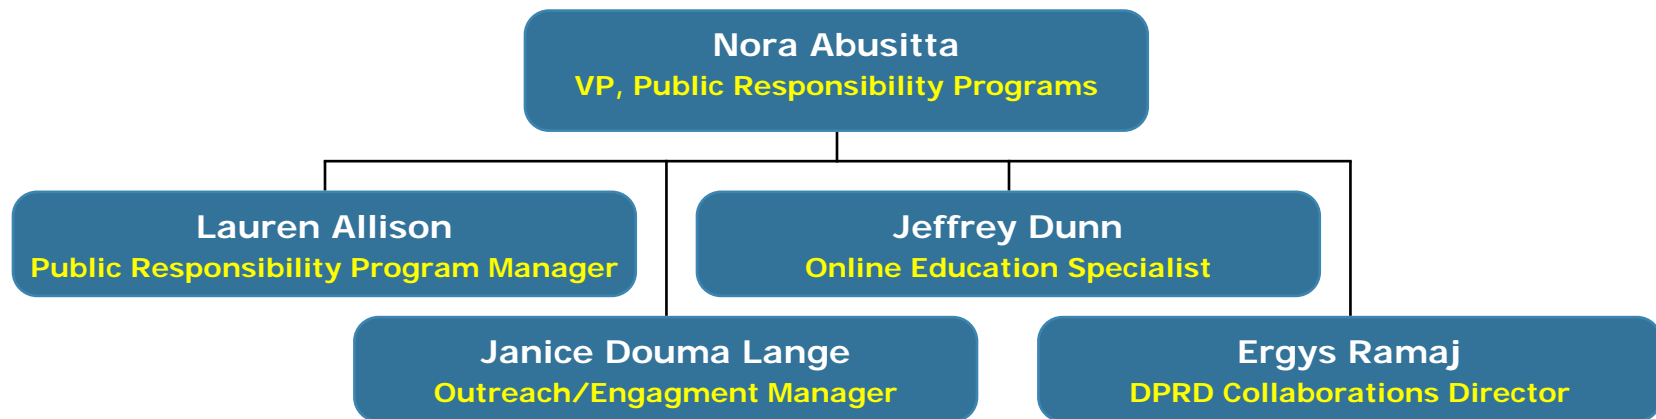 Nora Abusitta
VP, Public Responsibility Programs
Lauren Allison
Public Responsibility Program Manager
Jeffrey Dunn
Online Education Specialist
Janice Douma Lange
Outreach/Engagment Manager
Ergys Ramaj
DPRD Collaborations Director